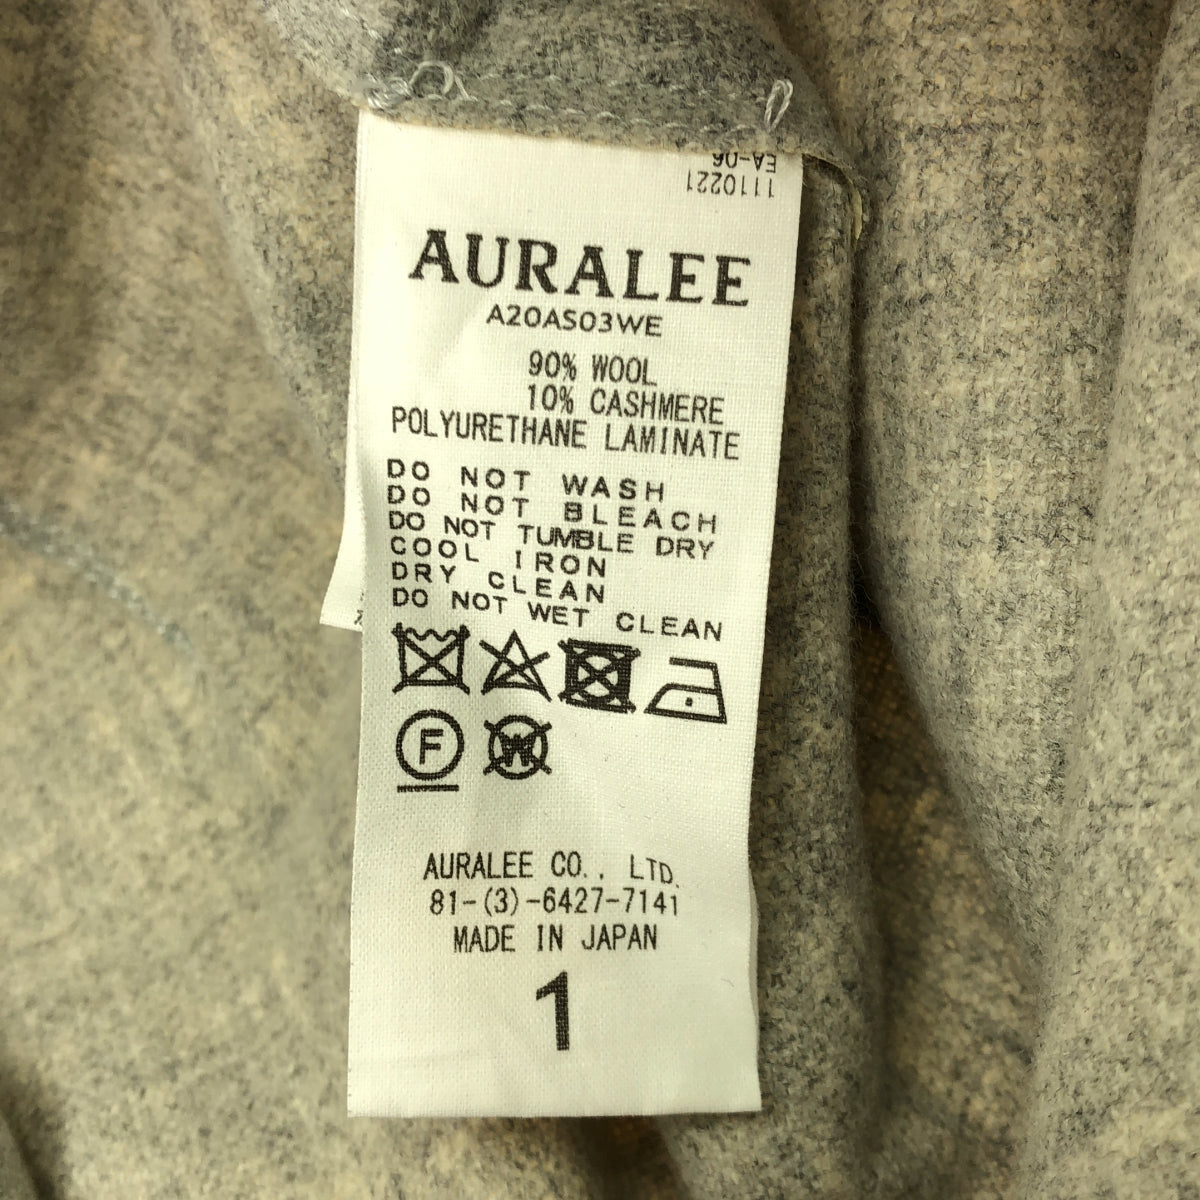 EA-06
1110221
AURALEE
A20AS03WE
90% WOOL
10% CASHMERE
POLYURETHANE LAMINATE
DO NOT WASH
DO NOT BLEACH
DO NOT TUMBLE DRY
COOL IRON
DRY CLEAN
DO NOT WET CLEAN
F W
AURALEE CO., LTD.
81-(3)-6427-7141
MADE IN JAPAN
1